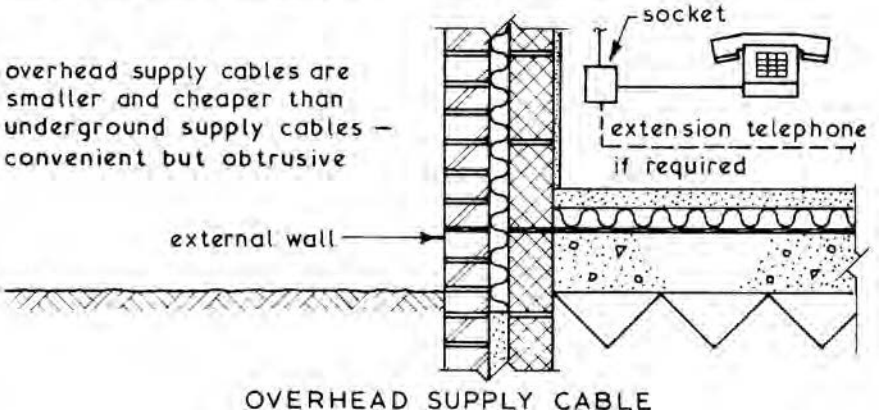 socket
overhead supply cables are
smaller and cheaper than
underground supply cables –
convenient but obtrusive
extension telephone
if required
external wall
OVERHEAD SUPPLY CABLE